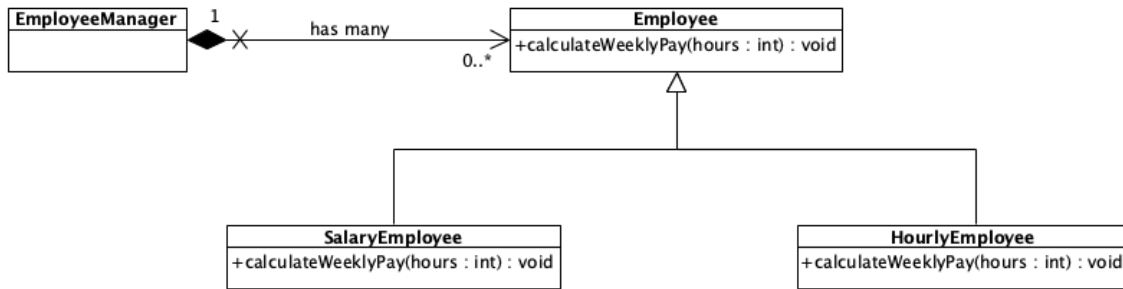 EmployeeManager
1
has many
0..*
Employee
+calculateWeeklyPay(hours : int) : void
SalaryEmployee
+calculateWeeklyPay(hours : int) : void
HourlyEmployee
+calculateWeeklyPay(hours : int) : void